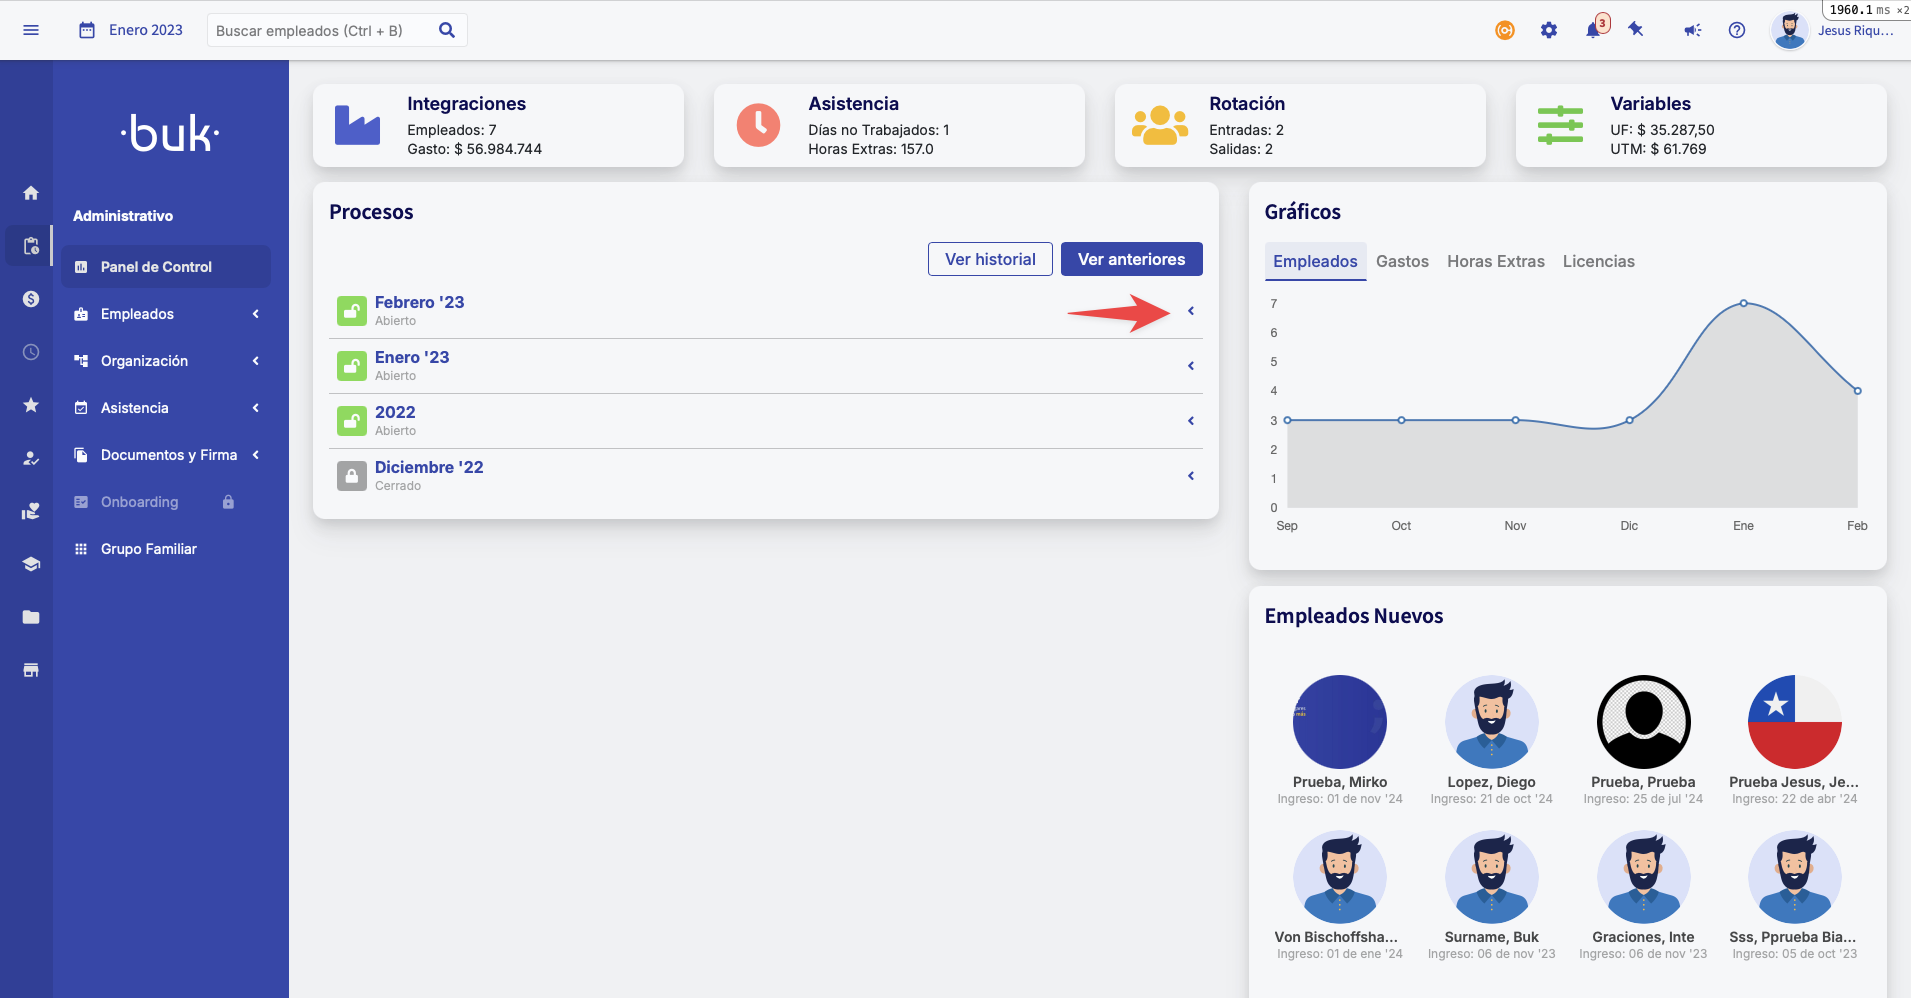 Enero 2023
Buscar empleados (Ctrl + B)
3
1960.1 ms ×2
Jesus Riqu...
·buk·
Administrativo
Panel de Control
Empleados
Organización
Asistencia
Documentos y Firma
Onboarding
Grupo Familiar
Integraciones
Empleados: 7
Gasto: $ 56.984.744
Asistencia
Días no Trabajados: 1
Horas Extras: 157.0
Rotación
Entradas: 2
Salidas: 2
Variables
UF: $ 35.287,50
UTM: $ 61.769
Procesos
Ver historial
Ver anteriores
Febrero '23
Abierto
Enero '23
Abierto
2022
Abierto
Diciembre '22
Cerrado
Gráficos
Empleados Gastos Horas Extras Licencias
7
6
5
4
3
2
1
0
Sep Oct Nov Dic Ene Feb
Empleados Nuevos
Prueba, Mirko
Ingreso: 01 de nov '24
Lopez, Diego
Ingreso: 21 de oct '24
Prueba, Prueba
Ingreso: 25 de jul '24
Prueba Jesus, Je...
Ingreso: 22 de abr '24
Von Bischoffsha...
Ingreso: 01 de ene '24
Surname, Buk
Ingreso: 06 de nov '23
Graciones, Inte
Ingreso: 06 de nov '23
Sss, Pprueba Bia...
Ingreso: 05 de oct '23